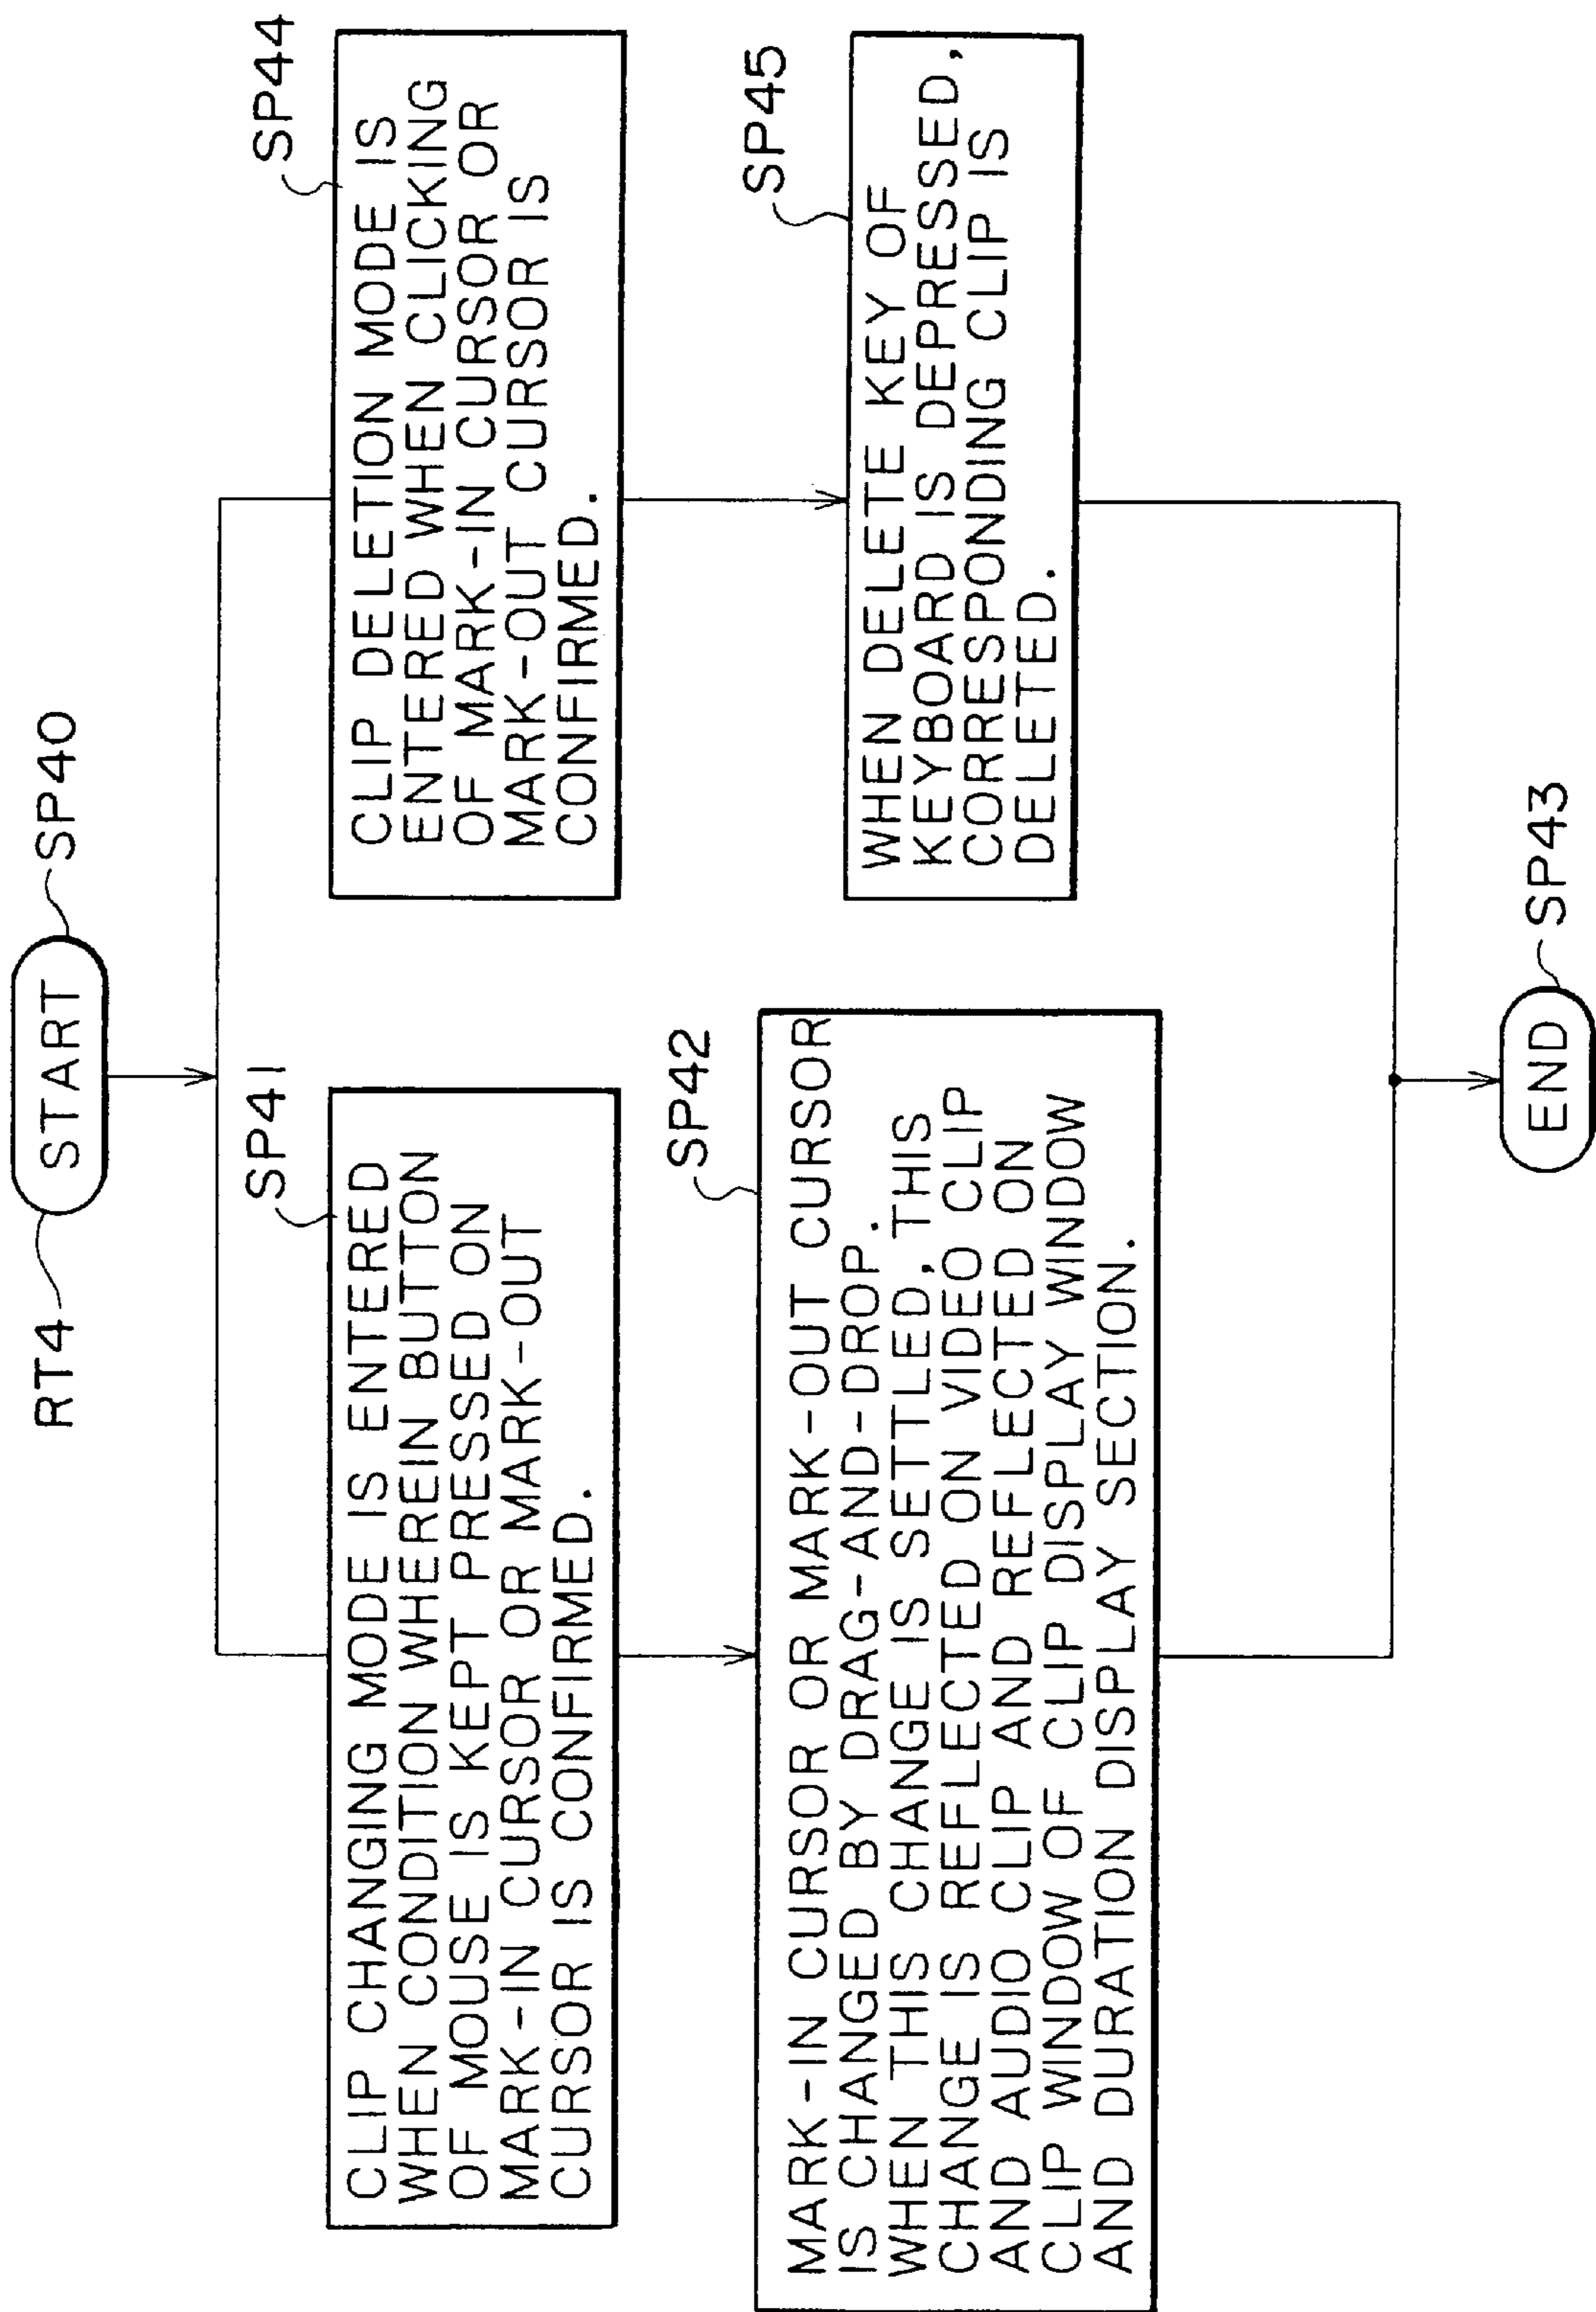 RT4
START
SP40
SP41
CLIP CHANGING MODE IS ENTERED
WHEN CONDITION WHEREIN BUTTON
OF MOUSE IS KEPT PRESSED ON
MARK-IN CURSOR OR MARK-OUT
CURSOR IS CONFIRMED.
SP42
MARK-IN CURSOR OR MARK-OUT CURSOR
IS CHANGED BY DRAG-AND-DROP.
WHEN THIS CHANGE IS SETTLED, THIS
CHANGE IS REFLECTED ON VIDEO CLIP
AND AUDIO CLIP AND REFLECTED ON
CLIP WINDOW OF CLIP DISPLAY WINDOW
AND DURATION DISPLAY SECTION.
SP44
CLIP DELETION MODE IS
ENTERED WHEN CLICKING
OF MARK-IN CURSOR OR
MARK-OUT CURSOR IS
CONFIRMED.
SP45
WHEN DELETE KEY OF
KEYBOARD IS DEPRESSED,
CORRESPONDING CLIP IS
DELETED.
END
SP43